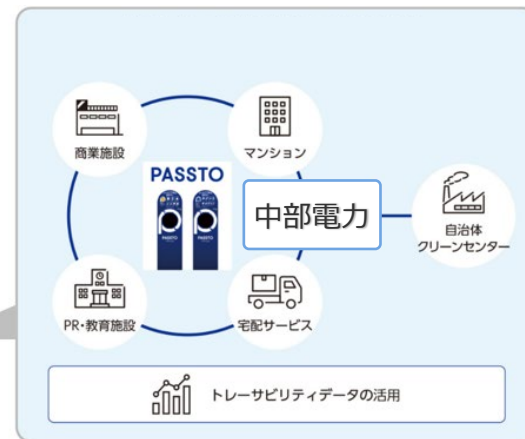 商業施設
マンション
PASSTO
中部電力
自治体
クリーンセンター
PR・教育施設
宅配サービス
トレーサビリティデータの活用